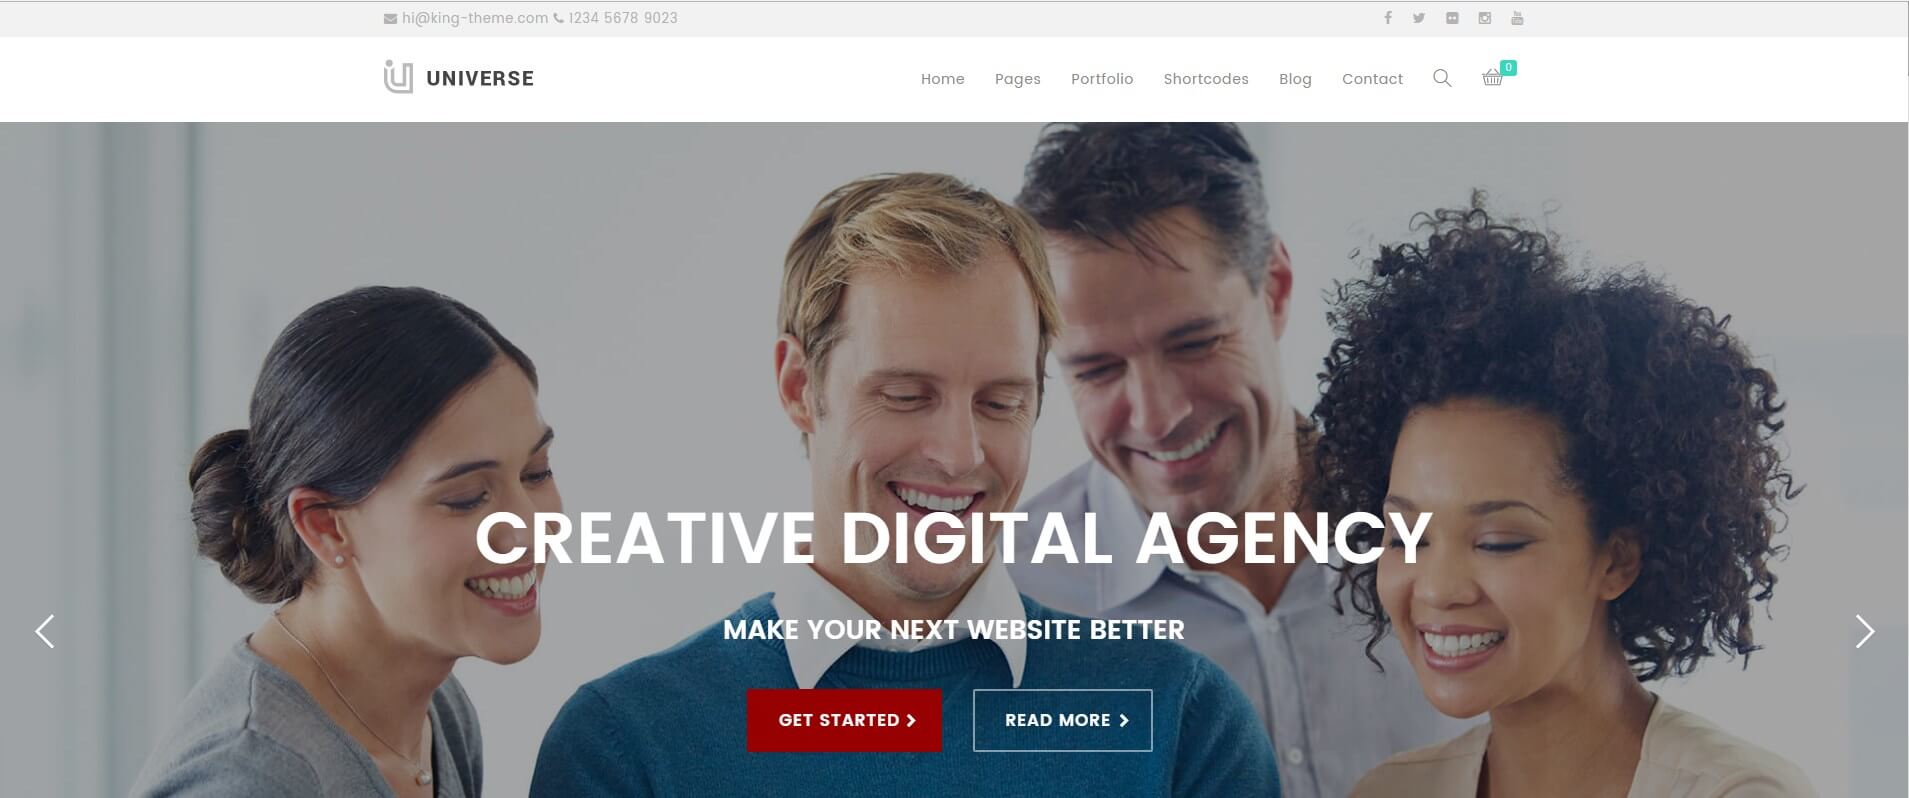 hi@king-theme.com 1234 5678 9023
UNIVERSE
Home Pages Portfolio Shortcodes Blog Contact 0
CREATIVE DIGITAL AGENCY
MAKE YOUR NEXT WEBSITE BETTER
GET STARTED
READ MORE